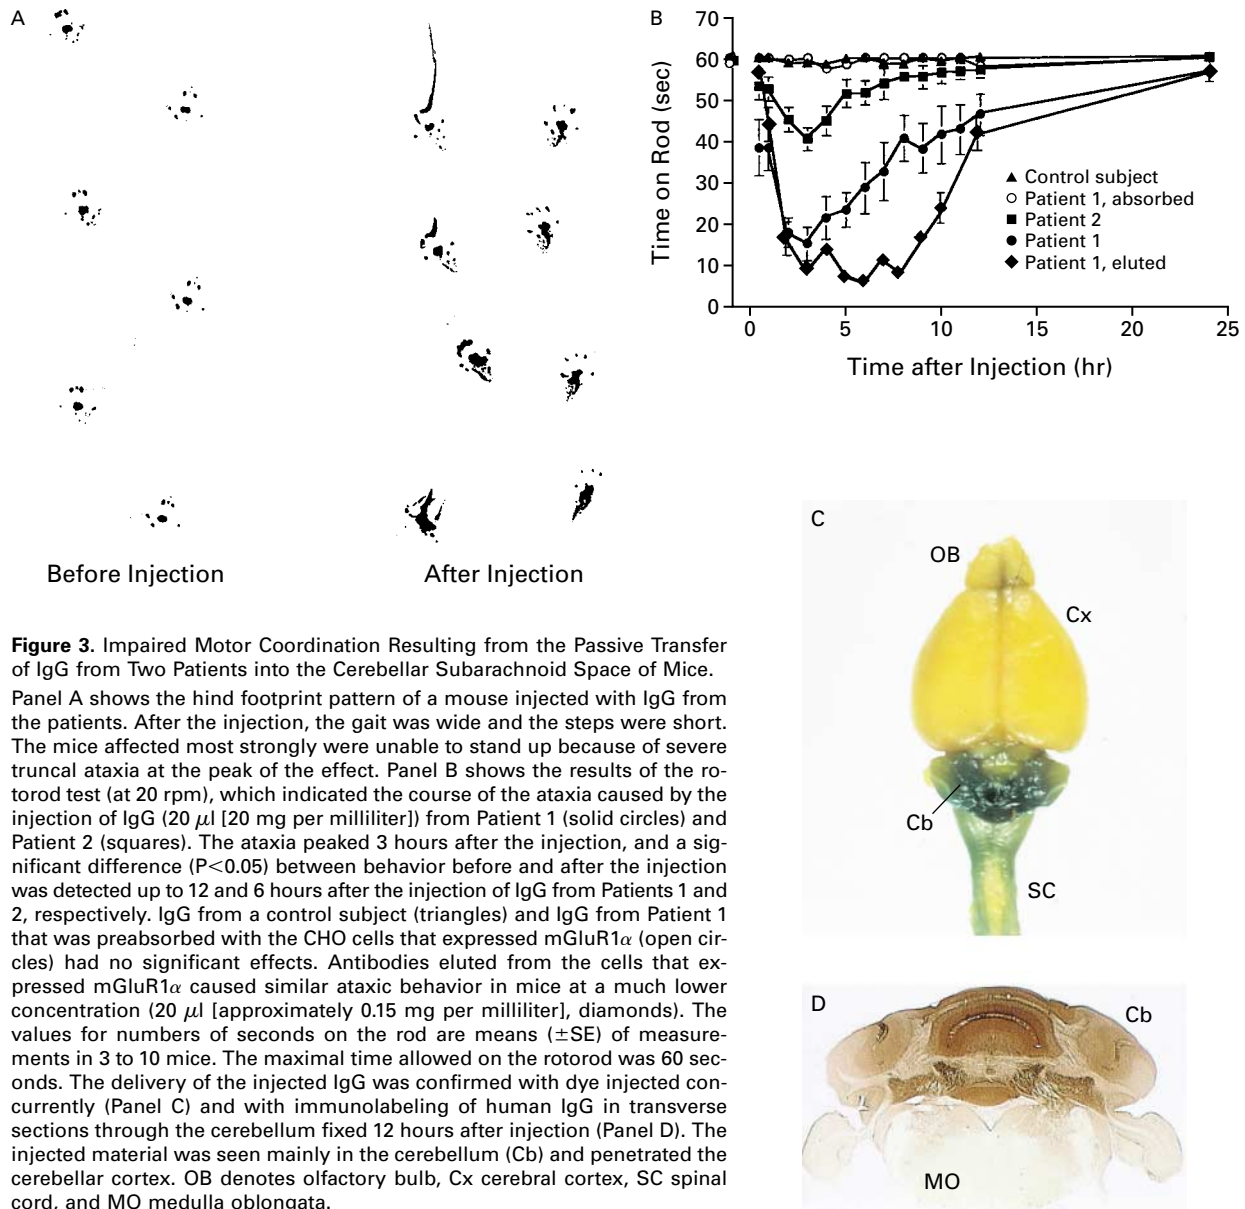 A
Before Injection
After Injection
B
70
60
50
40
30
20
10
0
Time on Rod (sec)
0
5
10
15
20
25
Time after Injection (hr)
Control subject
Patient 1, absorbed
Patient 2
Patient 1
Patient 1, eluted
Figure 3. Impaired Motor Coordination Resulting from the Passive Transfer
of IgG from Two Patients into the Cerebellar Subarachnoid Space of Mice.
Panel A shows the hind footprint pattern of a mouse injected with IgG from
the patients. After the injection, the gait was wide and the steps were short.
The mice affected most strongly were unable to stand up because of severe
truncal ataxia at the peak of the effect. Panel B shows the results of the ro-
torod test (at 20 rpm), which indicated the course of the ataxia caused by the
injection of IgG (20 μl [20 mg per milliliter]) from Patient 1 (solid circles) and
Patient 2 (squares). The ataxia peaked 3 hours after the injection, and a sig-
nificant difference (P<0.05) between behavior before and after the injection
was detected up to 12 and 6 hours after the injection of IgG from Patients 1 and
2, respectively. IgG from a control subject (triangles) and IgG from Patient 1
that was preabsorbed with the CHO cells that expressed mGluR1α (open cir-
cles) had no significant effects. Antibodies eluted from the cells that ex-
pressed mGluR1α caused similar ataxic behavior in mice at a much lower
concentration (20 μl [approximately 0.15 mg per milliliter], diamonds). The
values for numbers of seconds on the rod are means (±SE) of measure-
ments in 3 to 10 mice. The maximal time allowed on the rotorod was 60 sec-
onds. The delivery of the injected IgG was confirmed with dye injected con-
currently (Panel C) and with immunolabeling of human IgG in transverse
sections through the cerebellum fixed 12 hours after injection (Panel D). The
injected material was seen mainly in the cerebellum (Cb) and penetrated the
cerebellar cortex. OB denotes olfactory bulb, Cx cerebral cortex, SC spinal
cord, and MO medulla oblongata.
C
OB
Cx
Cb
SC
D
Cb
MO